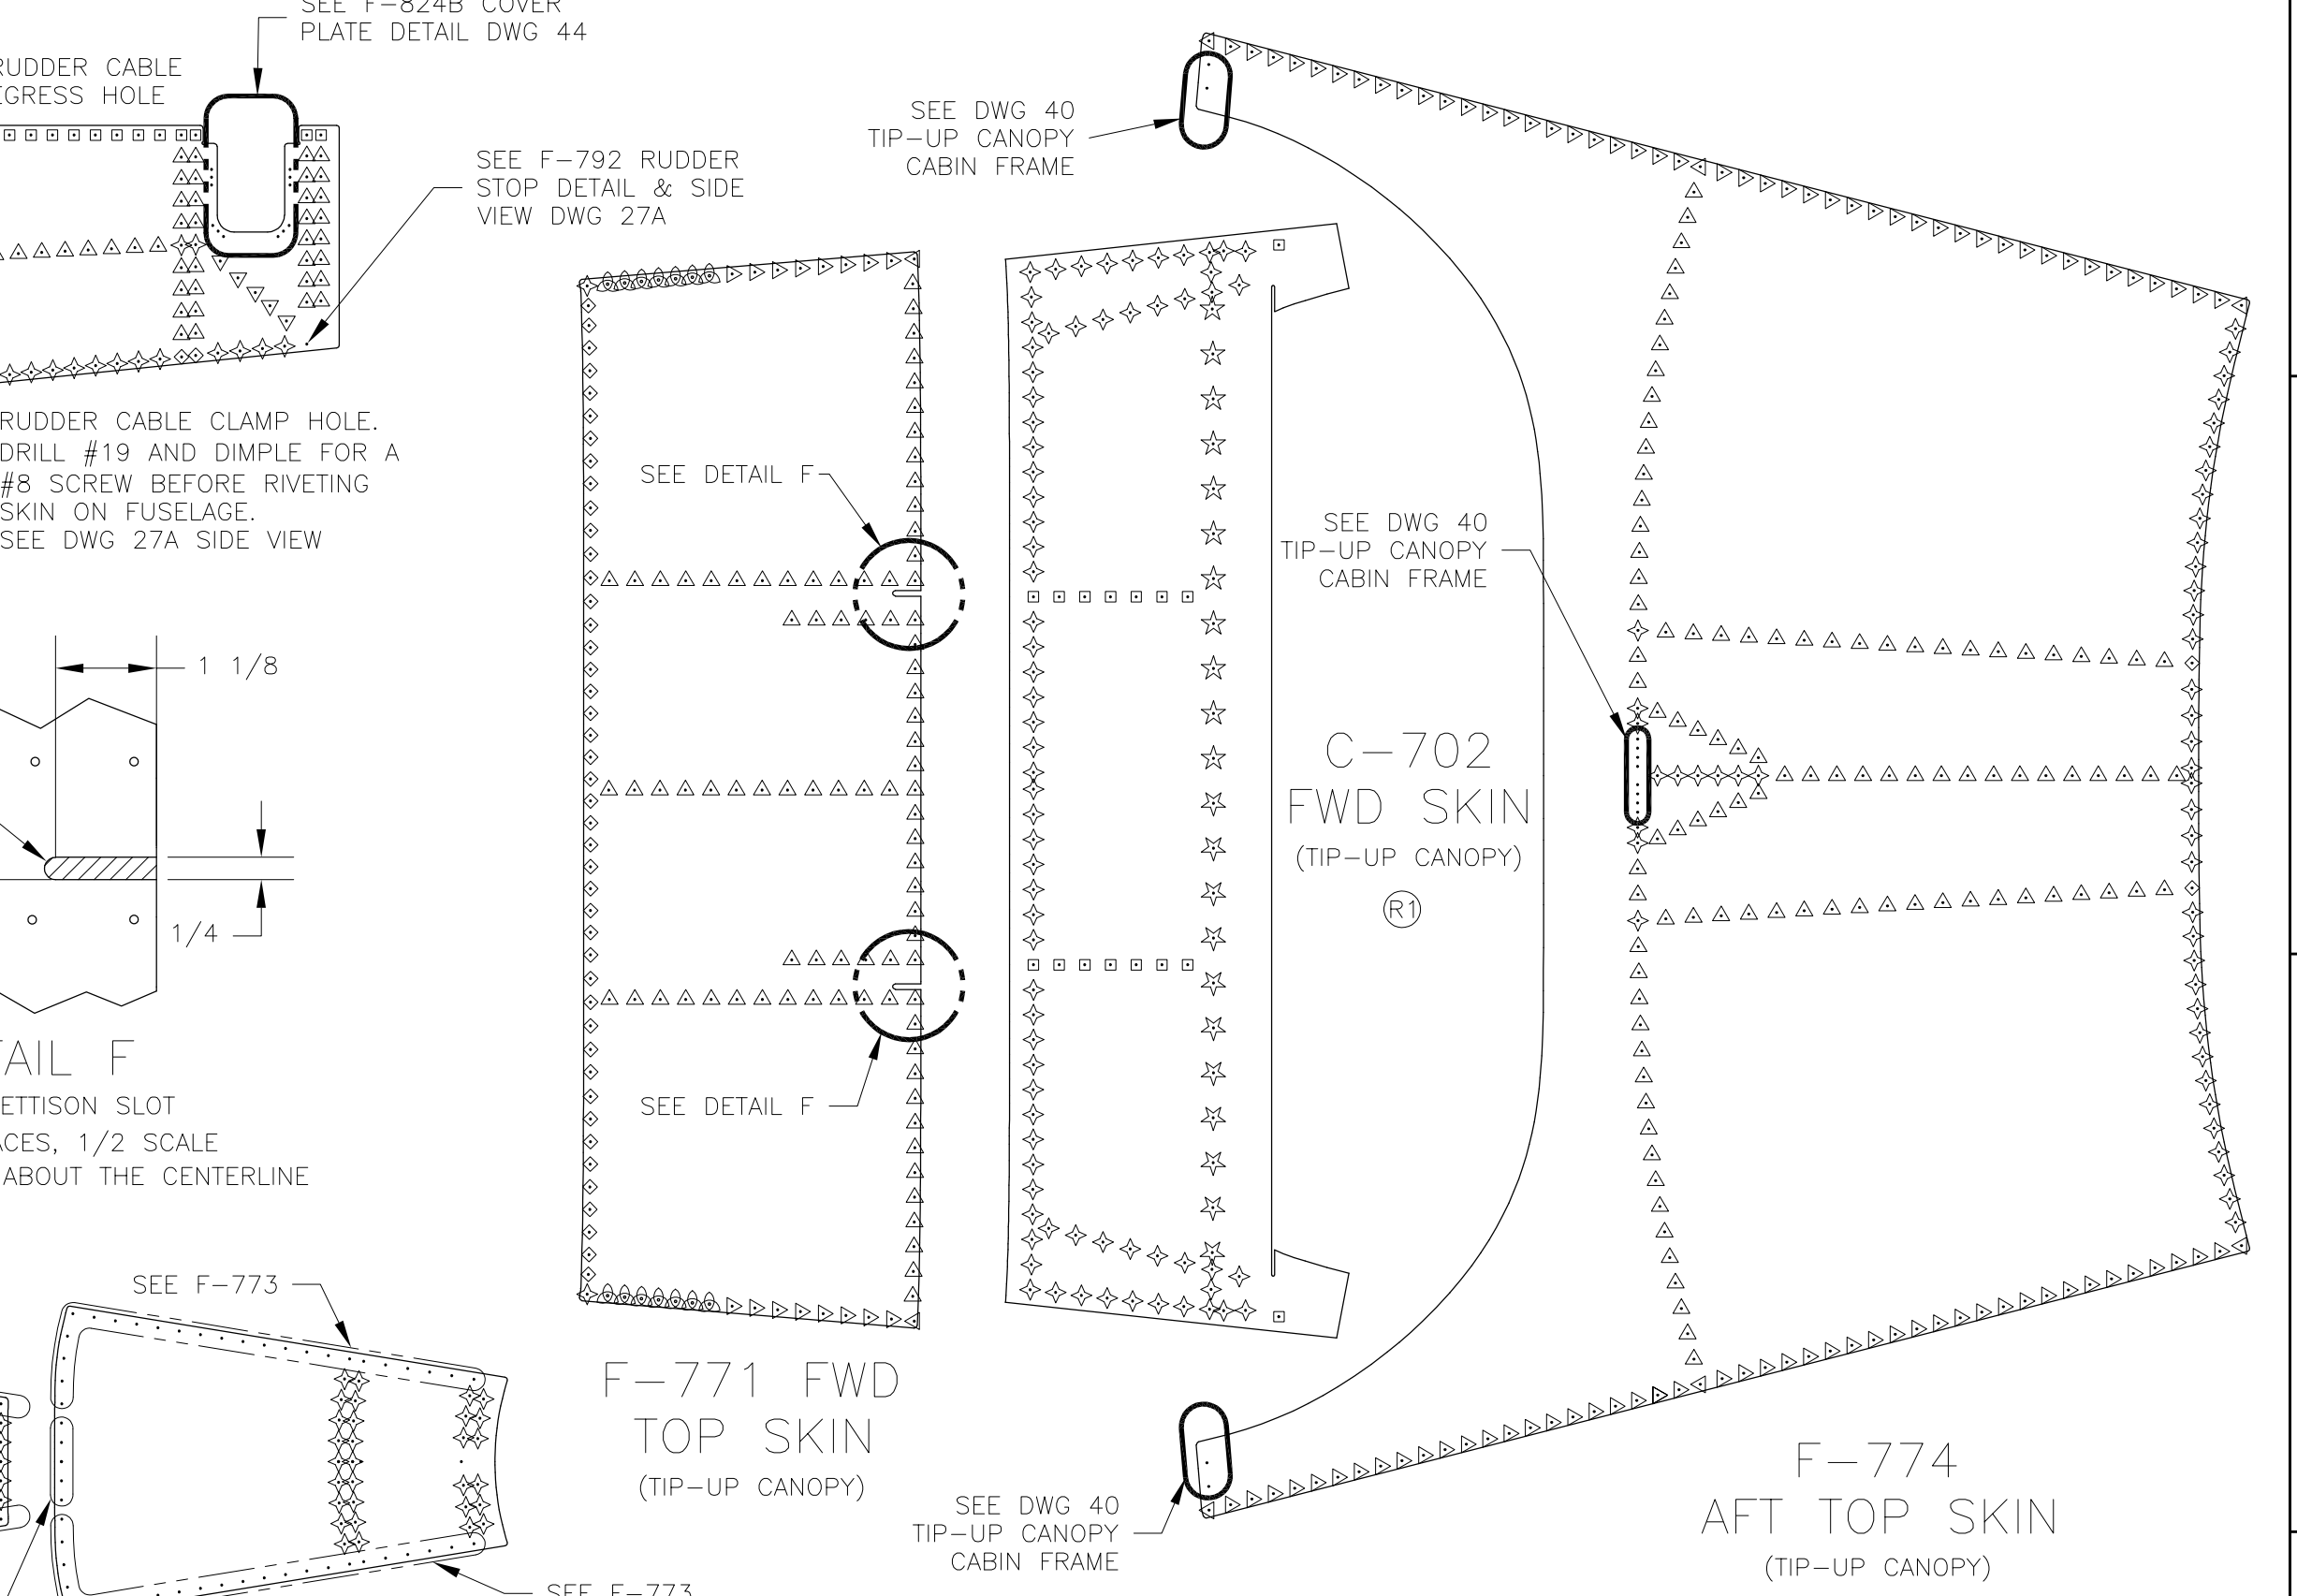 SEE F-824B COVER
PLATE DETAIL DWG 44
RUDDER CABLE
EGRESS HOLE
SEE F-792 RUDDER
STOP DETAIL & SIDE
VIEW DWG 27A
RUDDER CABLE CLAMP HOLE.
DRILL #19 AND DIMPLE FOR A
#8 SCREW BEFORE RIVETING
SKIN ON FUSELAGE.
SEE DWG 27A SIDE VIEW
1 1/8
1/4
TAIL F
ETTISON SLOT
ACES, 1/2 SCALE
ABOUT THE CENTERLINE
SEE F-773
SEE F-773
SEE DETAIL F
SEE DETAIL F
F-771 FWD
TOP SKIN
(TIP-UP CANOPY)
SEE DWG 40
TIP-UP CANOPY
CABIN FRAME
C-702
FWD SKIN
(TIP-UP CANOPY)
R1
SEE DWG 40
TIP-UP CANOPY
CABIN FRAME
SEE DWG 40
TIP-UP CANOPY
CABIN FRAME
F-774
AFT TOP SKIN
(TIP-UP CANOPY)